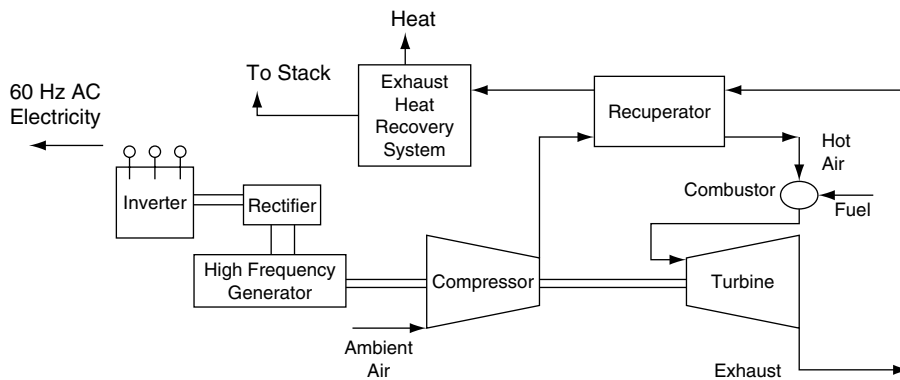 Heat
To Stack
Exhaust
Heat
Recovery
System
Recuperator
60 Hz AC
Electricity
Hot
Air
Combustor
Fuel
Inverter
Rectifier
High Frequency
Generator
Compressor
Turbine
Ambient
Air
Exhaust